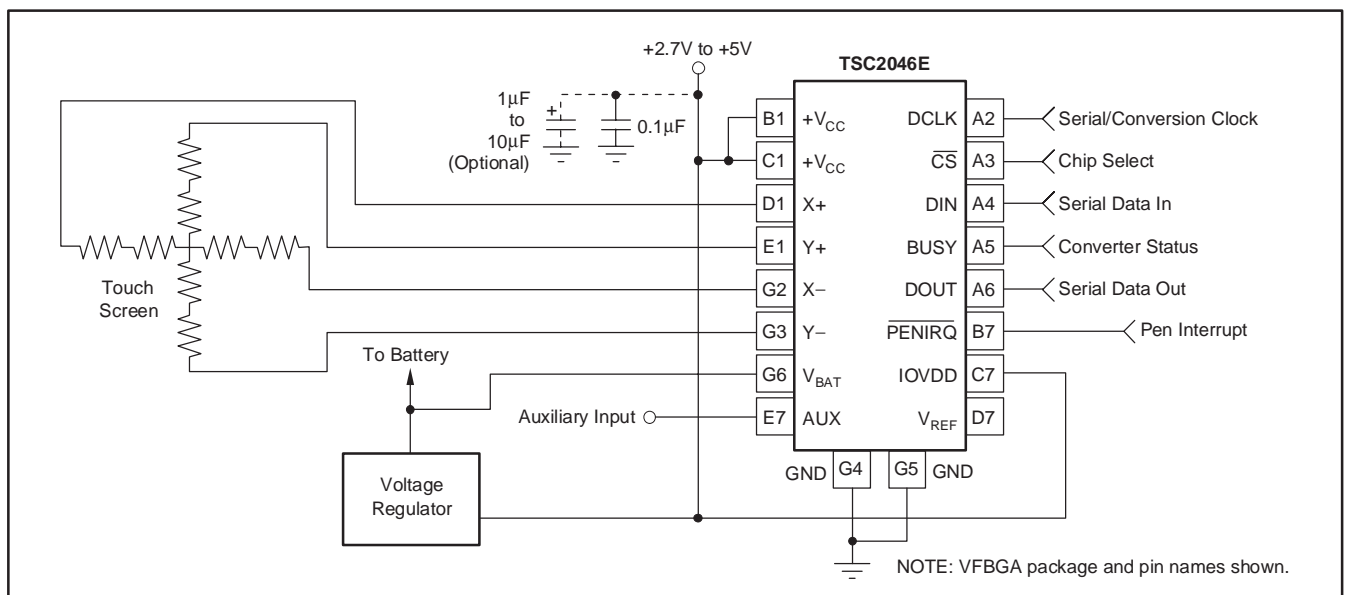 +2.7V to +5V
TSC2046E
1μF
to
10μF
(Optional)
+
0.1μF
B1 +VCC
C1 +VCC
D1 X+
E1 Y+
G2 X−
G3 Y−
G6 VBAT
E7 AUX
DCLK A2 Serial/Conversion Clock
CS A3 Chip Select
DIN A4 Serial Data In
BUSY A5 Converter Status
DOUT A6 Serial Data Out
PENIRQ B7 Pen Interrupt
IOVDD C7
VREF D7
Touch
Screen
To Battery
Auxiliary Input
Voltage
Regulator
GND G4 G5 GND
NOTE: VFBGA package and pin names shown.